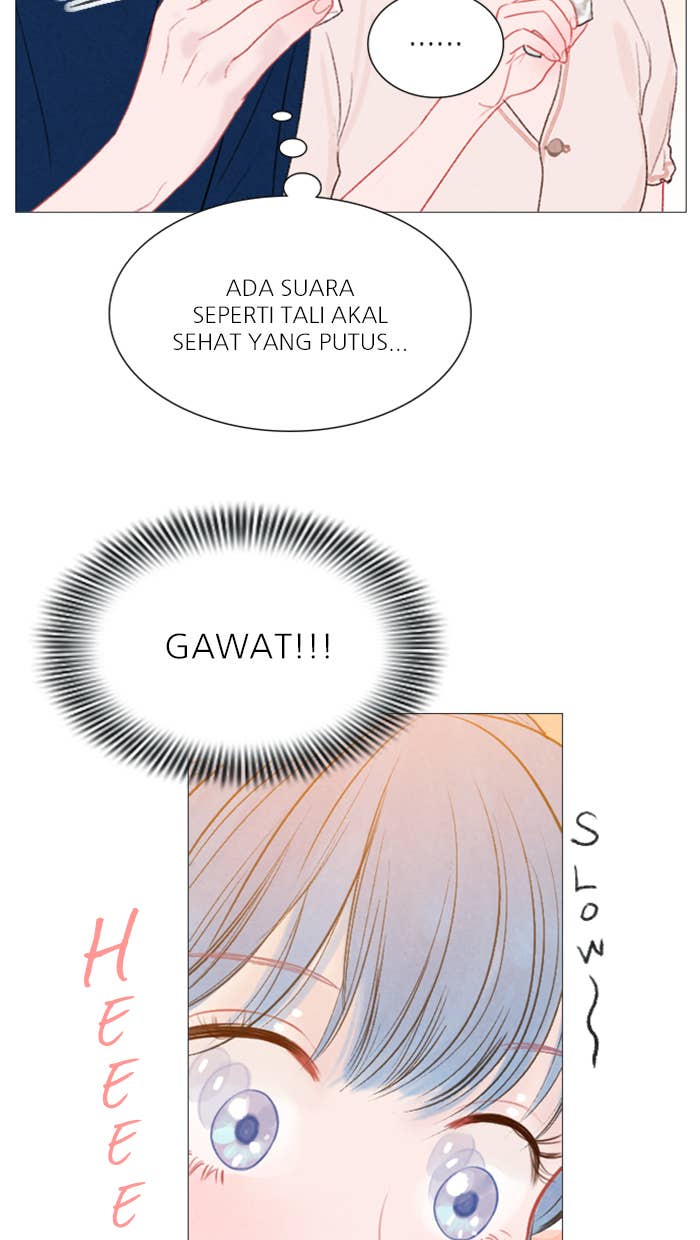 ......
ADA SUARA
SEPERTI TALI AKAL
SEHAT YANG PUTUS...
GAWAT!!!
SLOW~
HEEEE